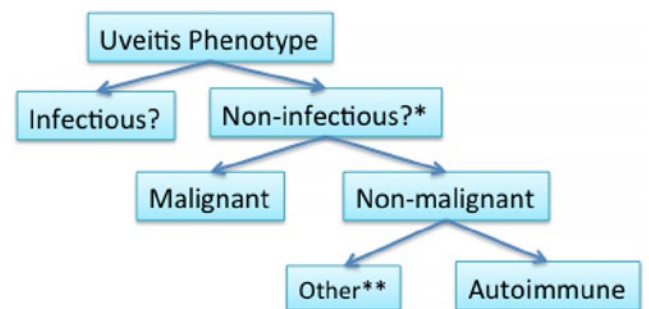 Uveitis Phenotype
Infectious?
Non-infectious?*
Malignant
Non-malignant
Other**
Autoimmune